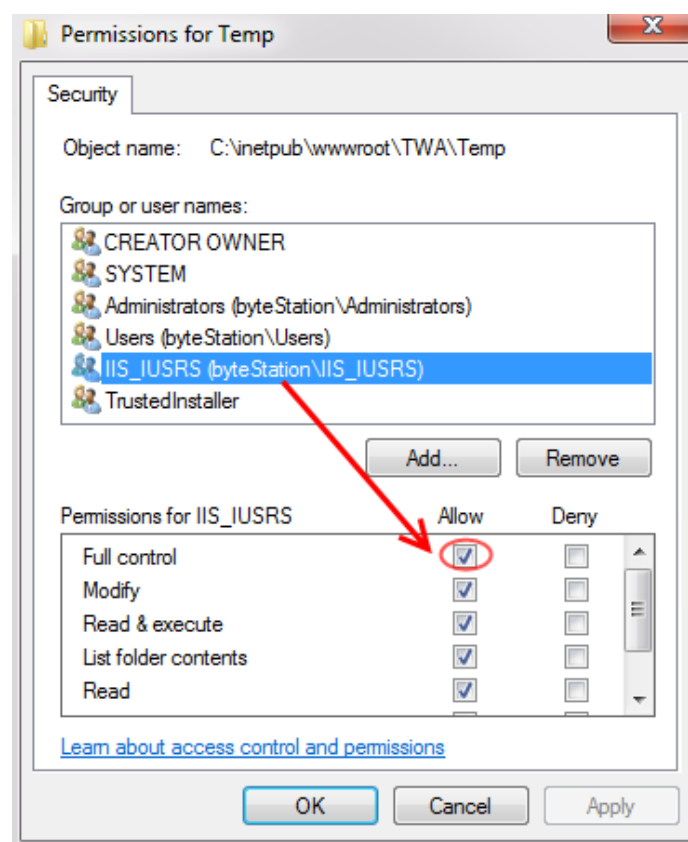 Permissions for Temp
Security
Object name: C:\inetpub\wwwroot\TWA\Temp
Group or user names:
CREATOR OWNER
SYSTEM
Administrators (byteStation\Administrators)
Users (byteStation\Users)
IIS_IUSRS (byteStation\IIS_IUSRS)
TrustedInstaller
Add... Remove
Permissions for IIS_IUSRS Allow Deny
Full control
Modify
Read & execute
List folder contents
Read
Learn about access control and permissions
OK Cancel Apply